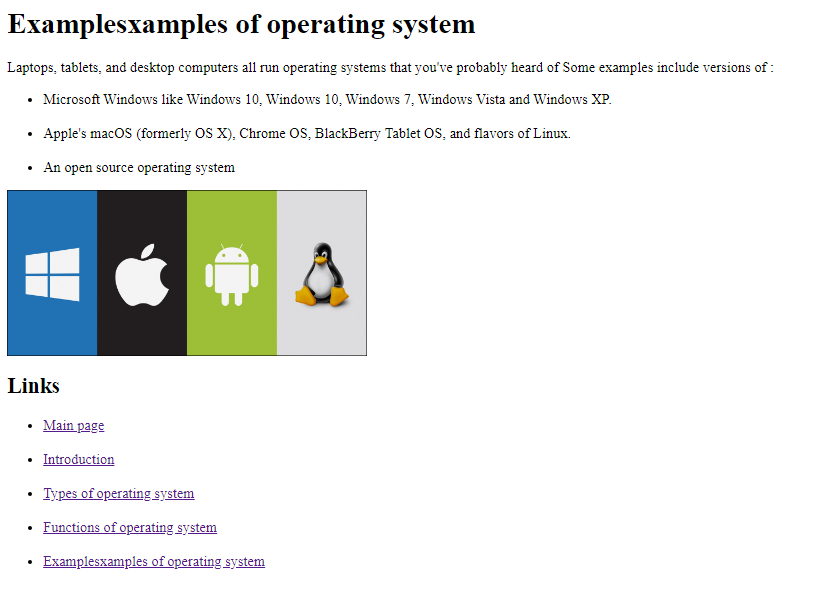 Examplesxamples of operating system
Laptops, tablets, and desktop computers all run operating systems that you've probably heard of Some examples include versions of :
Microsoft Windows like Windows 10, Windows 10, Windows 7, Windows Vista and Windows XP.
Apple's macOS (formerly OS X), Chrome OS, BlackBerry Tablet OS, and flavors of Linux.
An open source operating system
Links
Main page
Introduction
Types of operating system
Functions of operating system
Examplesxamples of operating system